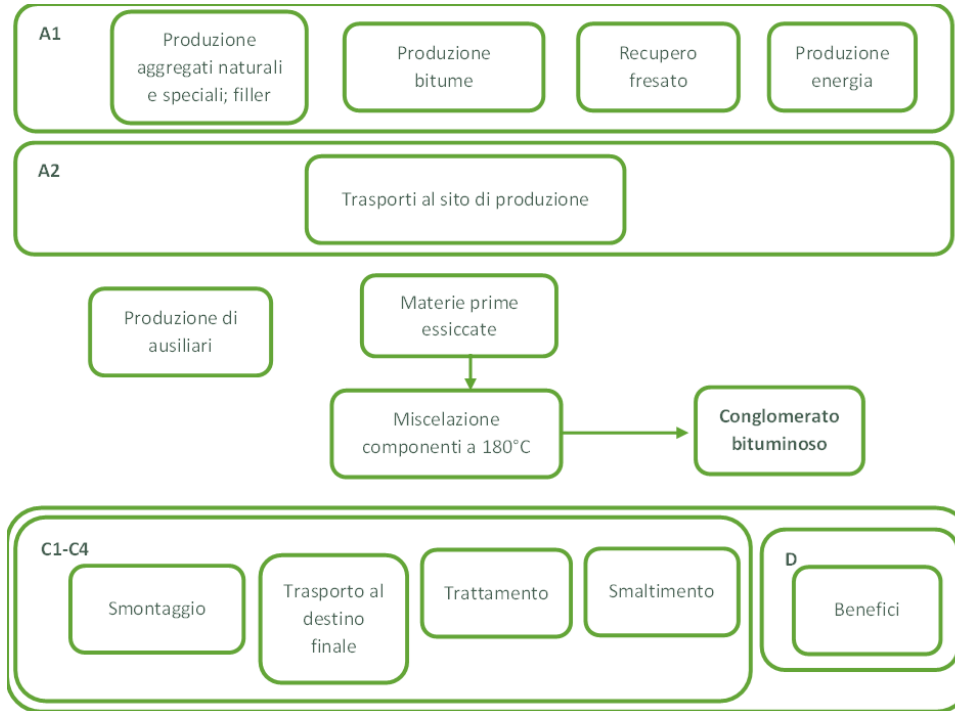 A1
Produzione
aggregati naturali
e speciali; filler
Produzione
bitume
Recupero
fresato
Produzione
energia
A2
Trasporti al sito di produzione
Produzione di
ausiliari
Materie prime
essiccate
Miscelazione
componenti a 180°C
Conglomerato
bituminoso
C1-C4
Smontaggio
Trasporto al
destino
finale
Trattamento
Smaltimento
D
Benefici